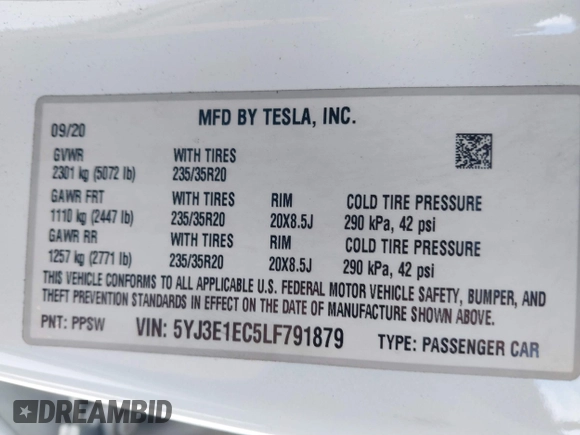 MFD BY TESLA, INC.
09/20
GVWR WITH TIRES
2301 kg (5072 lb) 235/35R20
GAWR FRT WITH TIRES RIM COLD TIRE PRESSURE
1110 kg (2447 lb) 235/35R20 20X8.5J 290 kPa, 42 psi
GAWR RR WITH TIRES RIM COLD TIRE PRESSURE
1257 kg (2771 lb) 235/35R20 20X8.5J 290 kPa, 42 psi
THIS VEHICLE CONFORMS TO ALL APPLICABLE U.S. FEDERAL MOTOR VEHICLE SAFETY, BUMPER, AND
THEFT PREVENTION STANDARDS IN EFFECT ON THE DATE OF MANUFACTURE SHOWN ABOVE.
PNT: PPSW VIN: 5YJ3E1EC5LF791879 TYPE: PASSENGER CAR
DREAMBID